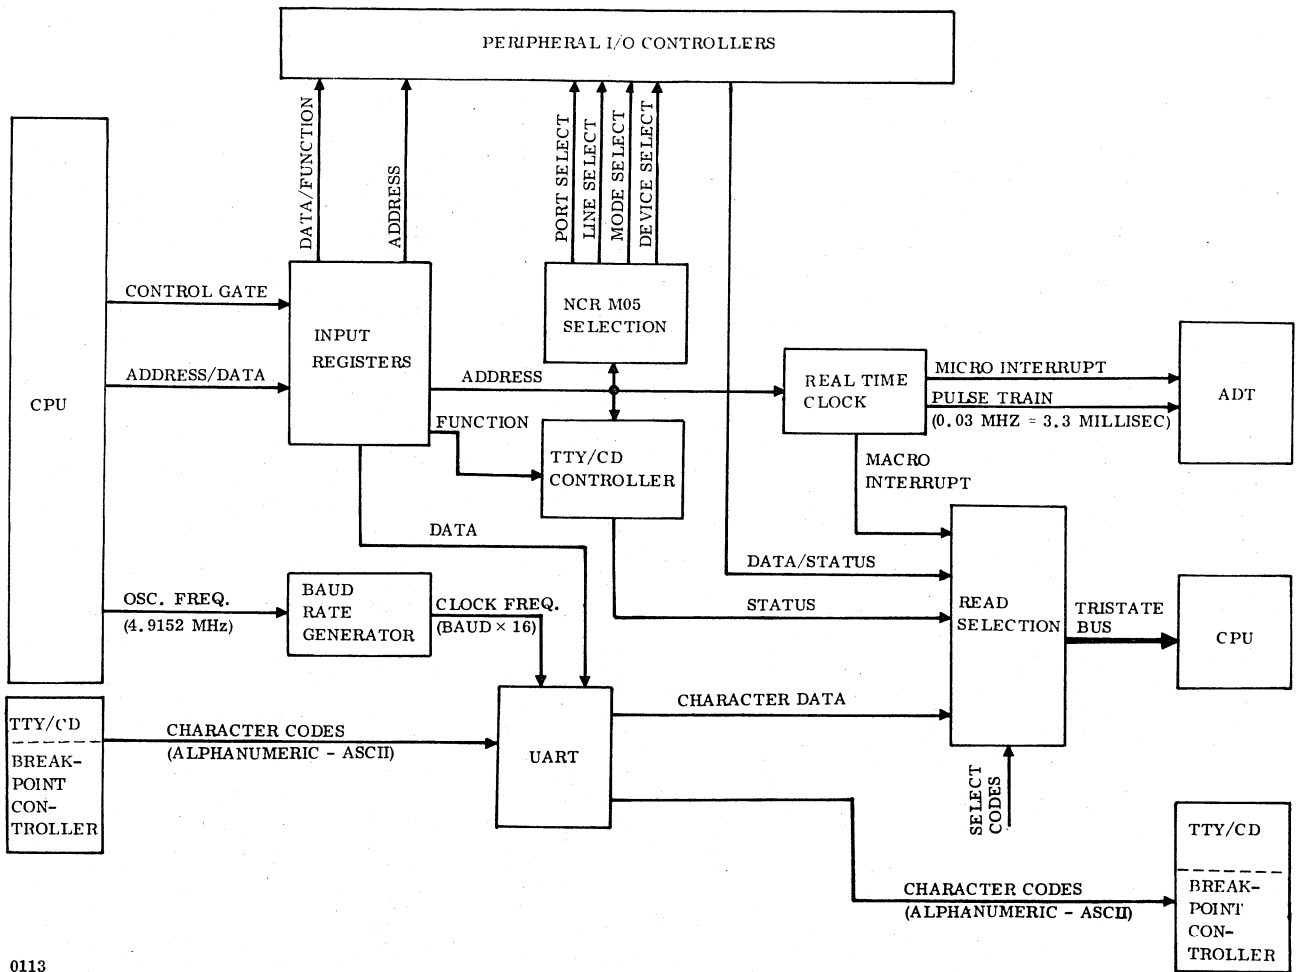 PERIPHERAL I/O CONTROLLERS
DATA/FUNCTION
ADDRESS
PORT SELECT
LINE SELECT
MODE SELECT
DEVICE SELECT
CPU
CONTROL GATE
ADDRESS/DATA
INPUT
REGISTERS
NCR M05
SELECTION
ADDRESS
FUNCTION
REAL TIME
CLOCK
MICRO INTERRUPT
PULSE TRAIN
(0.03 MHZ = 3.3 MILLISEC)
ADT
TTY/CD
CONTROLLER
MACRO
INTERRUPT
DATA
DATA/STATUS
STATUS
OSC. FREQ.
(4.9152 MHz)
BAUD
RATE
GENERATOR
CLOCK FREQ.
(BAUD × 16)
READ
SELECTION
TRISTATE
BUS
CPU
TTY/CD
BREAK-
POINT
CON-
TROLLER
CHARACTER CODES
(ALPHANUMERIC - ASCII)
UART
CHARACTER DATA
SELECT
CODES
CHARACTER CODES
(ALPHANUMERIC - ASCII)
TTY/CD
BREAK-
POINT
CON-
TROLLER
0113